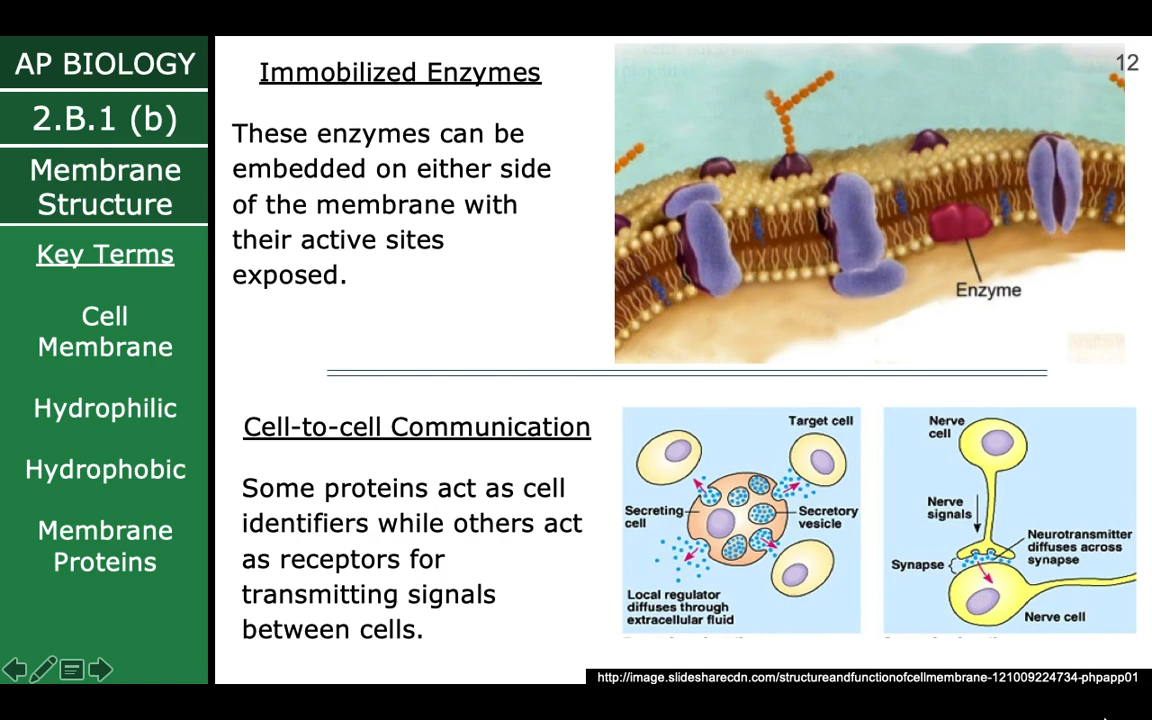 AP BIOLOGY
2.B.1 (b)
Membrane
Structure
Key Terms
Cell
Membrane
Hydrophilic
Hydrophobic
Membrane
Proteins
12
Immobilized Enzymes
These enzymes can be
embedded on either side
of the membrane with
their active sites
exposed.
Enzyme
Cell-to-cell Communication
Some proteins act as cell
identifiers while others act
as receptors for
transmitting signals
between cells.
Target cell
Secreting
cell
Secretory
vesicle
Local regulator
diffuses through
extracellular fluid
Nerve
cell
Nerve
signals
Neurotransmitter
diffuses across
synapse
Synapse
Nerve cell
http://image.slidesharecdn.com/structureandfunctionofcellmembrane-121009224734-phpapp01